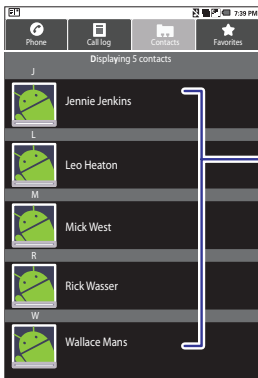 7:39 PM
Phone Call log Contacts Favorites
Displaying 5 contacts
J
Jennie Jenkins
L
Leo Heaton
M
Mick West
R
Rick Wasser
W
Wallace Mans